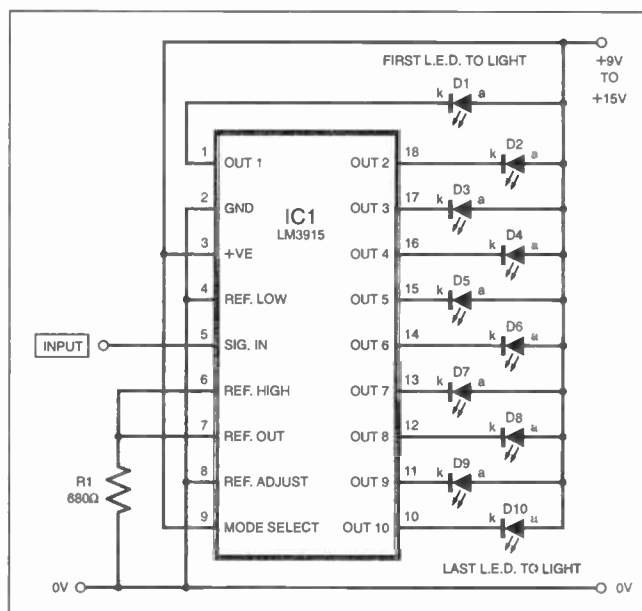 FIRST L.E.D. TO LIGHT
+9V
TO
+15V
D1
k a
1 OUT 1
OUT 2 18
k D2 a
2 GND
IC1
LM3915
OUT 3 17
k D3 a
3 +VE
OUT 4 16
k D4 a
4 REF. LOW
OUT 5 15
k D5 a
INPUT
5 SIG. IN
OUT 6 14
k D6 a
6 REF. HIGH
OUT 7 13
k D7 a
7 REF. OUT
OUT 8 12
k D8 a
R1
680Ω
8 REF. ADJUST
OUT 9 11
k D9 a
9 MODE SELECT
OUT 10 10
k D10 a
LAST L.E.D. TO LIGHT
0V
0V